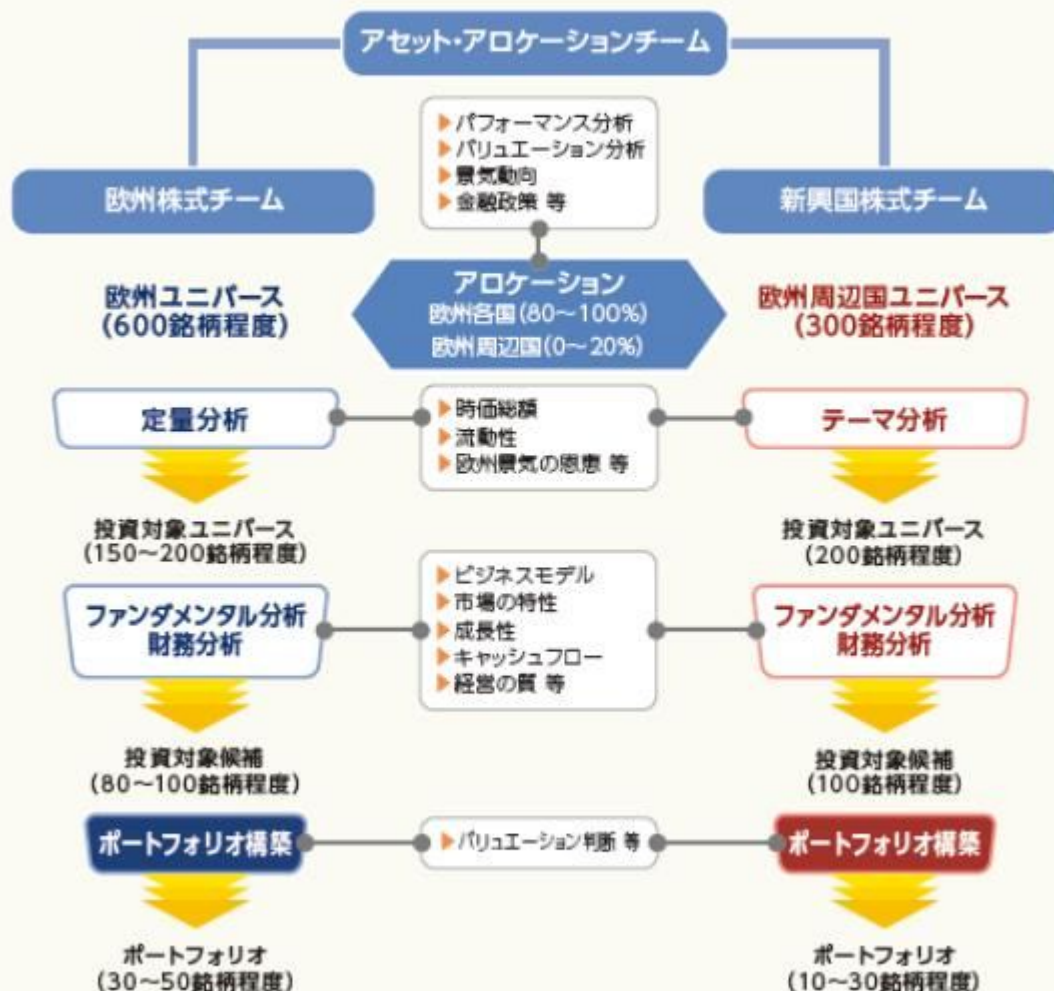 アセット・アロケーションチーム
▶パフォーマンス分析
▶バリュエーション分析
▶景気動向
▶金融政策 等
欧州株式チーム
新興国株式チーム
欧州ユニバース
(600銘柄程度)
アロケーション
欧州各国(80～100%)
欧州周辺国(0～20%)
欧州周辺国ユニバース
(300銘柄程度)
定量分析
▶時価総額
▶流動性
▶欧州景気の恩恵 等
テーマ分析
投資対象ユニバース
(150～200銘柄程度)
投資対象ユニバース
(200銘柄程度)
ファンダメンタル分析
財務分析
▶ビジネスモデル
▶市場の特性
▶成長性
▶キャッシュフロー
▶経営の質 等
ファンダメンタル分析
財務分析
投資対象候補
(80～100銘柄程度)
投資対象候補
(100銘柄程度)
ポートフォリオ構築
▶バリュエーション判断 等
ポートフォリオ構築
ポートフォリオ
(30～50銘柄程度)
ポートフォリオ
(10～30銘柄程度)